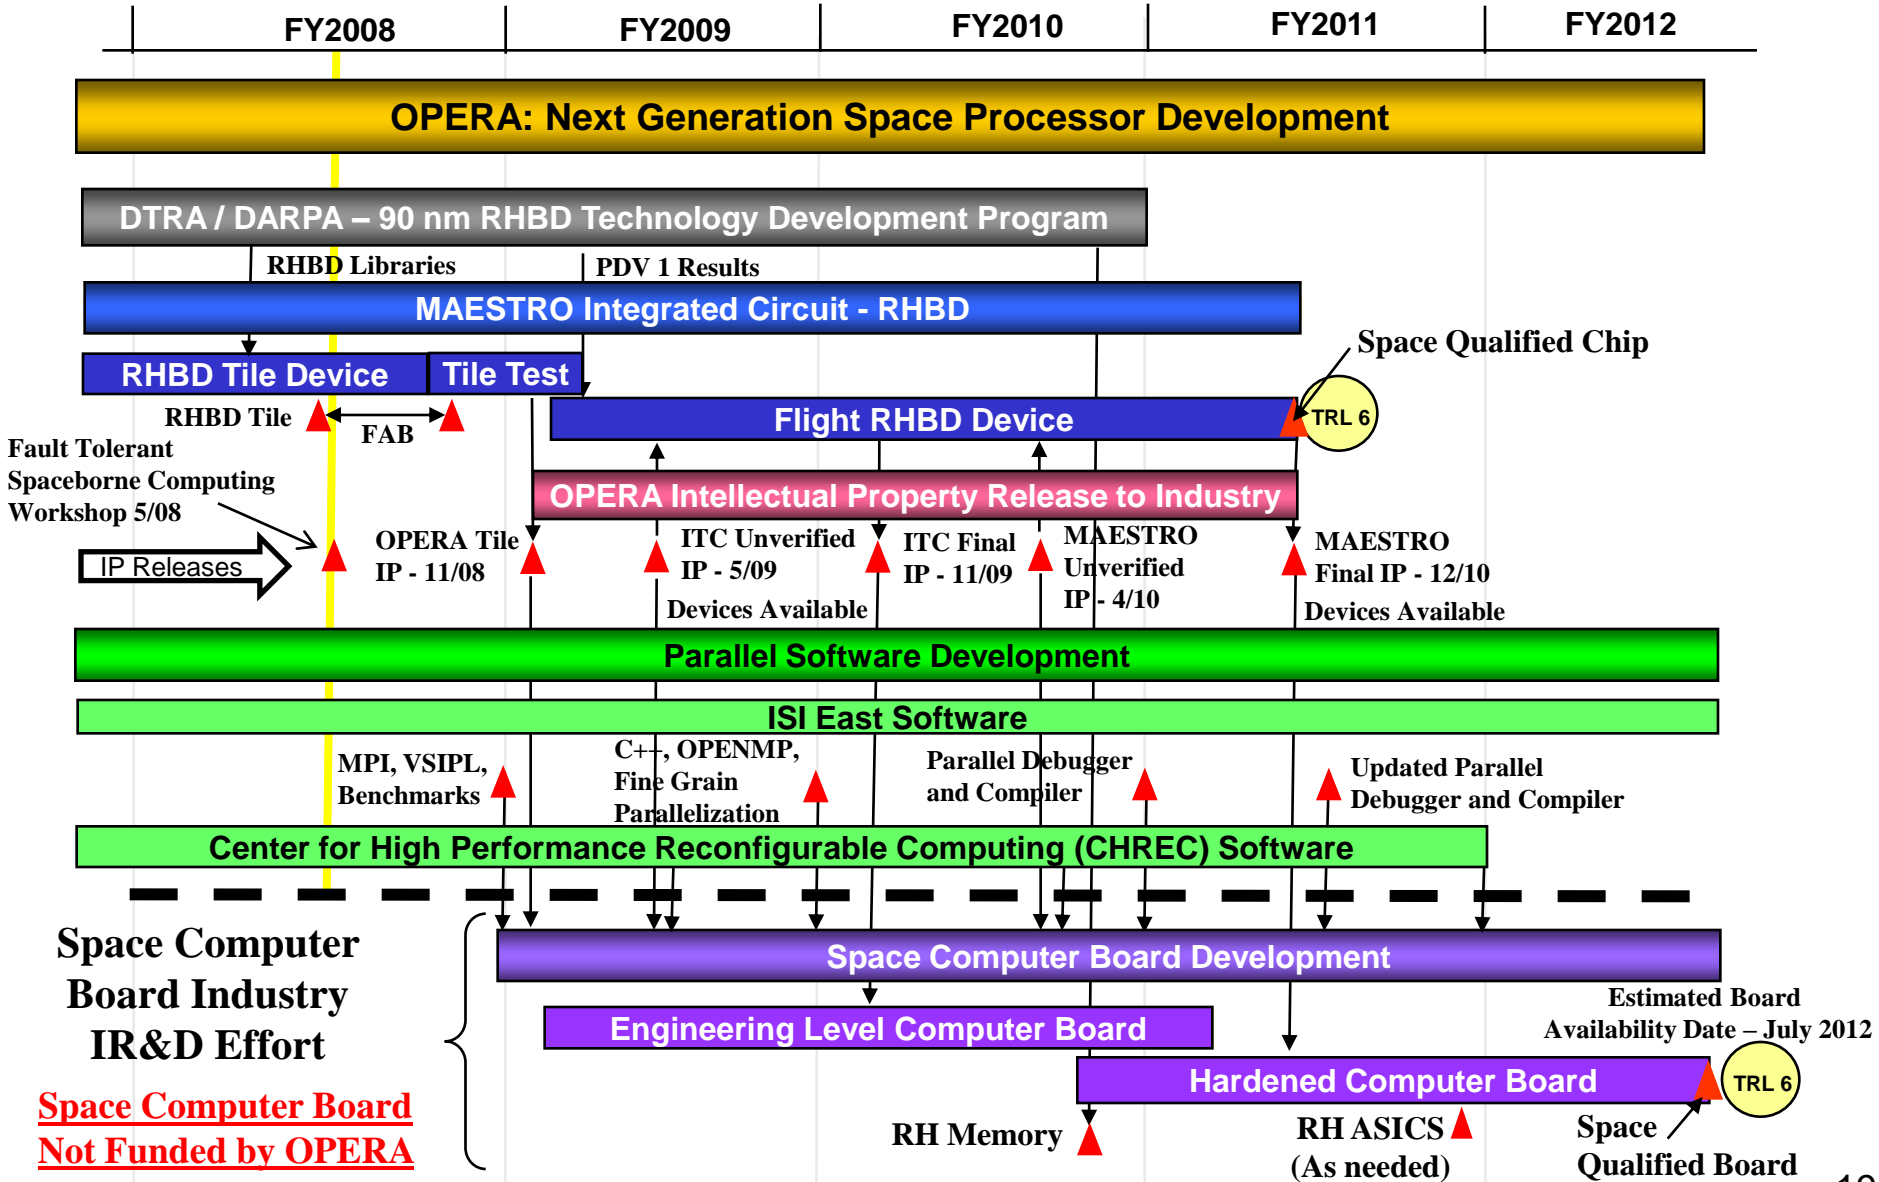 FY2008
FY2009
FY2010
FY2011
FY2012
OPERA: Next Generation Space Processor Development
DTRA / DARPA – 90 nm RHBD Technology Development Program
RHBD Libraries
PDV 1 Results
MAESTRO Integrated Circuit - RHBD
Space Qualified Chip
RHBD Tile Device
Tile Test
RHBD Tile
FAB
Flight RHBD Device
TRL 6
Fault Tolerant
Spaceborne Computing
Workshop 5/08
OPERA Intellectual Property Release to Industry
IP Releases
OPERA Tile
IP - 11/08
ITC Unverified
IP - 5/09
ITC Final
IP - 11/09
MAESTRO
Unverified
IP - 4/10
MAESTRO
Final IP - 12/10
Devices Available
Devices Available
Parallel Software Development
ISI East Software
MPI, VSIPL,
Benchmarks
C++, OPENMP,
Fine Grain
Parallelization
Parallel Debugger
and Compiler
Updated Parallel
Debugger and Compiler
Center for High Performance Reconfigurable Computing (CHREC) Software
Space Computer
Board Industry
IR&D Effort
Space Computer Board
Not Funded by OPERA
Space Computer Board Development
Engineering Level Computer Board
Estimated Board
Availability Date – July 2012
Hardened Computer Board
TRL 6
RH Memory
RH ASICS
(As needed)
Space
Qualified Board